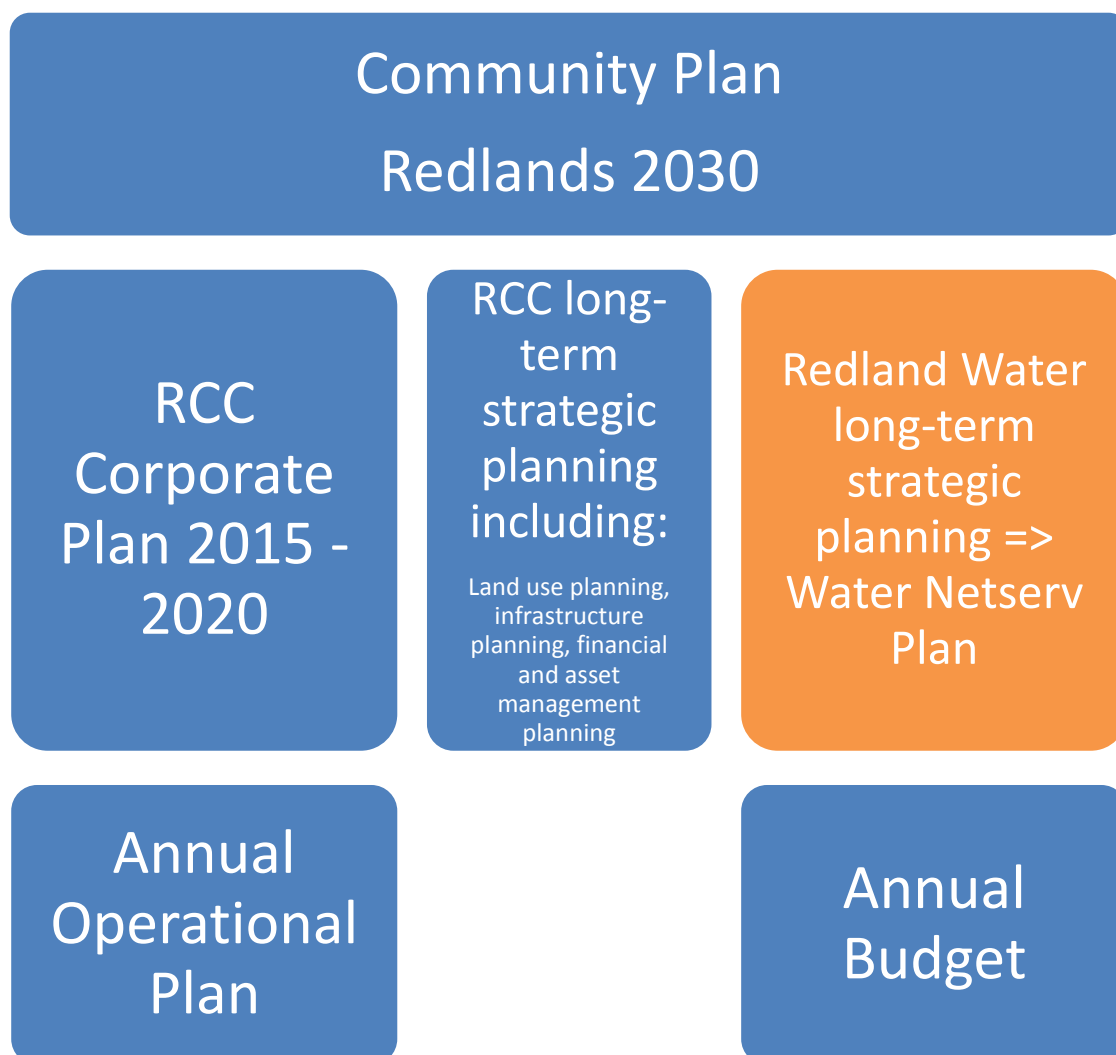 Community Plan
Redlands 2030
RCC
Corporate
Plan 2015 -
2020
RCC long-
term
strategic
planning
including:
Land use planning,
infrastructure
planning, financial
and asset
management
planning
Redland Water
long-term
strategic
planning =>
Water Netserv
Plan
Annual
Operational
Plan
Annual
Budget